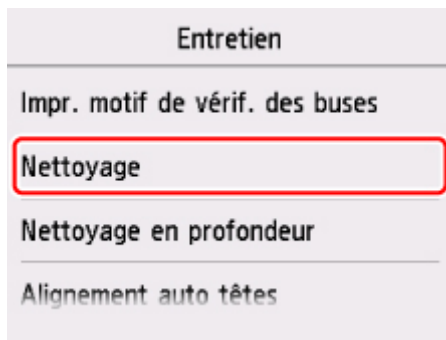 Entretien
Impr. motif de vérif. des buses
Nettoyage
Nettoyage en profondeur
Alignement auto têtes